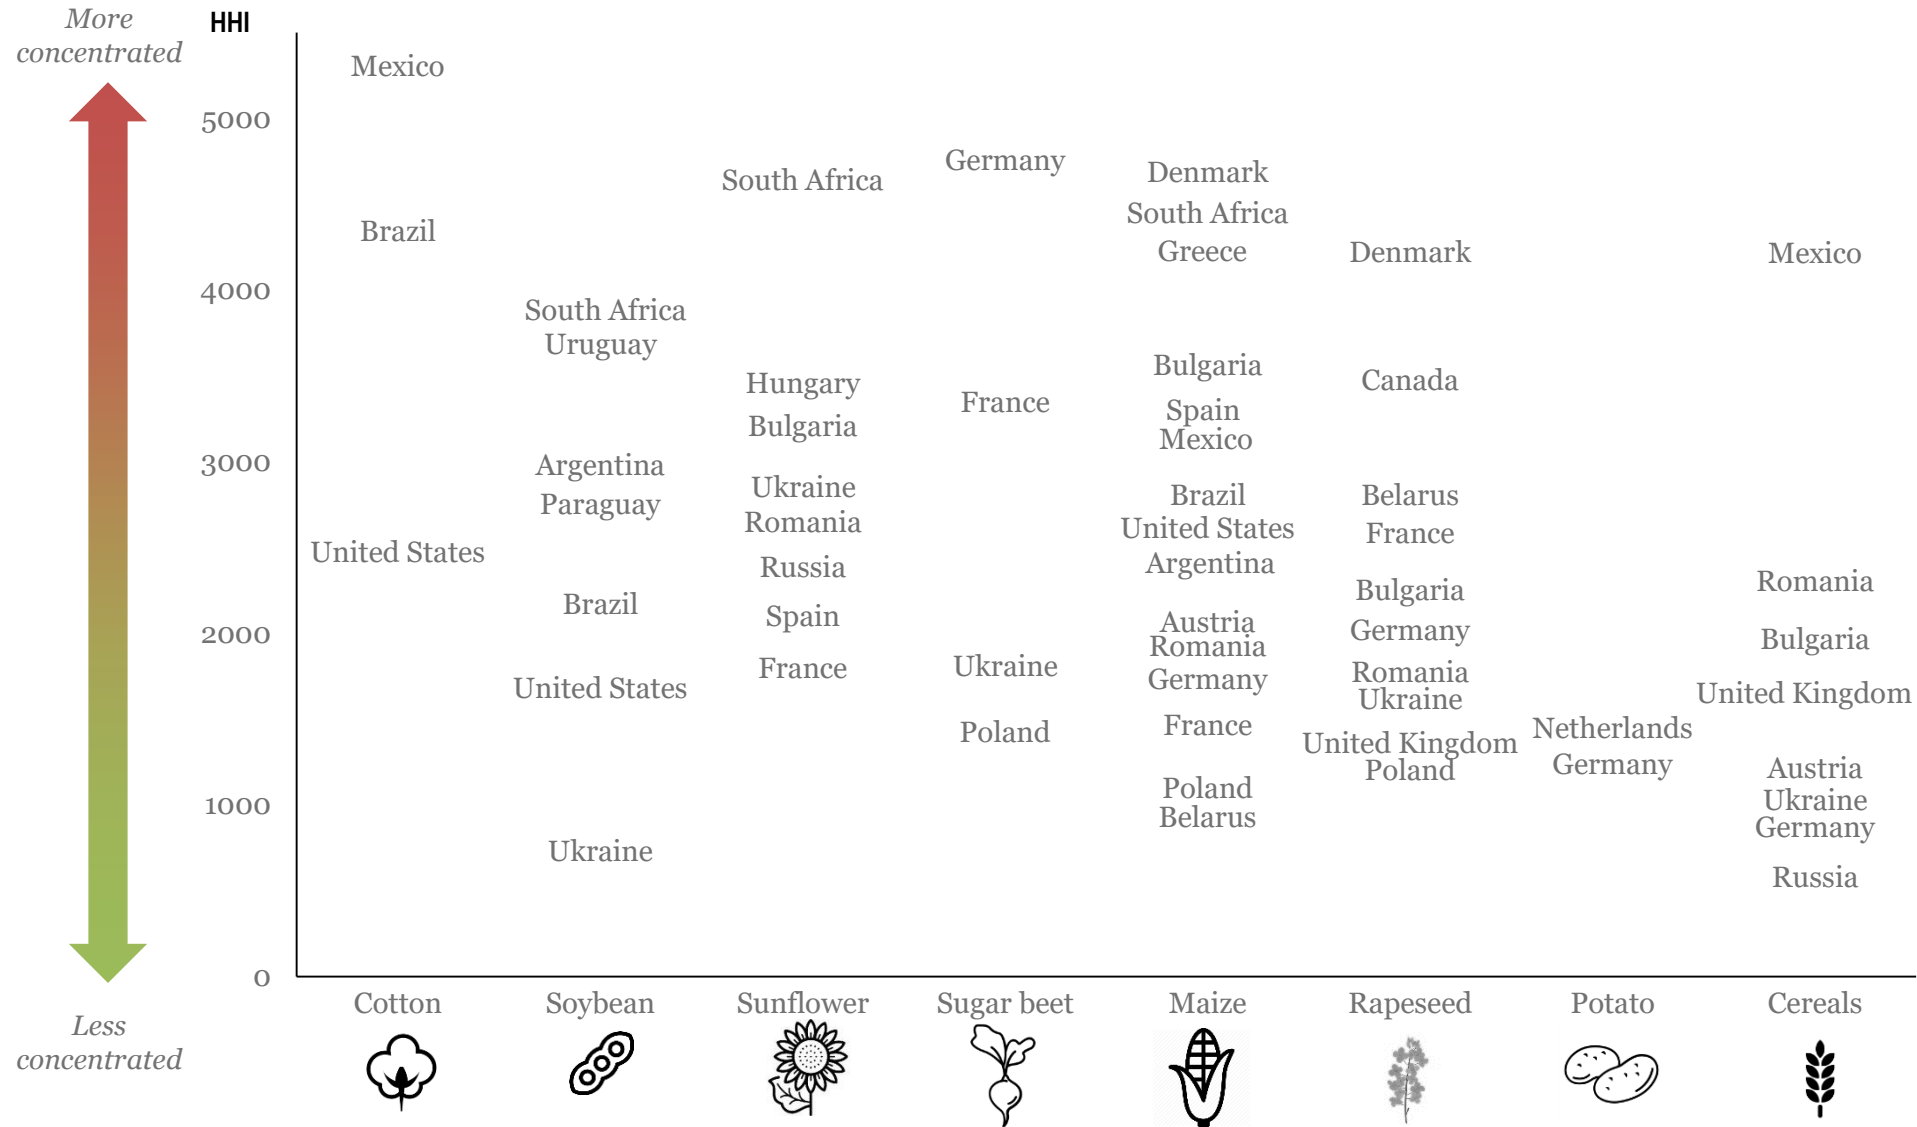 More
concentrated
HHI
5000
4000
3000
2000
1000
0
Less
concentrated
Mexico
Brazil
United States
South Africa
Uruguay
Argentina
Paraguay
Brazil
United States
Ukraine
South Africa
Hungary
Bulgaria
Ukraine
Romania
Russia
Spain
France
Germany
France
Ukraine
Poland
Denmark
South Africa
Greece
Bulgaria
Spain
Mexico
Brazil
United States
Argentina
Austria
Romania
Germany
France
Poland
Belarus
Denmark
Canada
Belarus
France
Bulgaria
Germany
Romania
Ukraine
United Kingdom
Poland
Netherlands
Germany
Mexico
Romania
Bulgaria
United Kingdom
Austria
Ukraine
Germany
Russia
Cotton
Soybean
Sunflower
Sugar beet
Maize
Rapeseed
Potato
Cereals